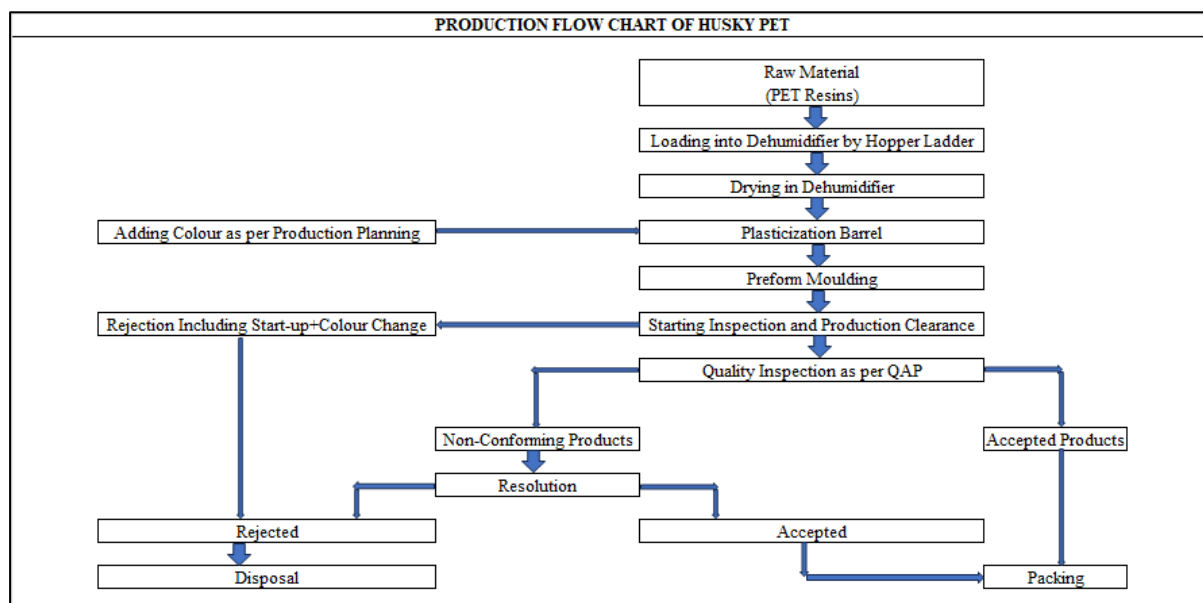 PRODUCTION FLOW CHART OF HUSKY PET
Raw Material
(PET Resins)
Loading into Dehumidifier by Hopper Ladder
Drying in Dehumidifier
Adding Colour as per Production Planning
Plasticization Barrel
Preform Moulding
Rejection Including Start-up+Colour Change
Starting Inspection and Production Clearance
Quality Inspection as per QAP
Non-Conforming Products
Accepted Products
Resolution
Rejected
Accepted
Disposal
Packing